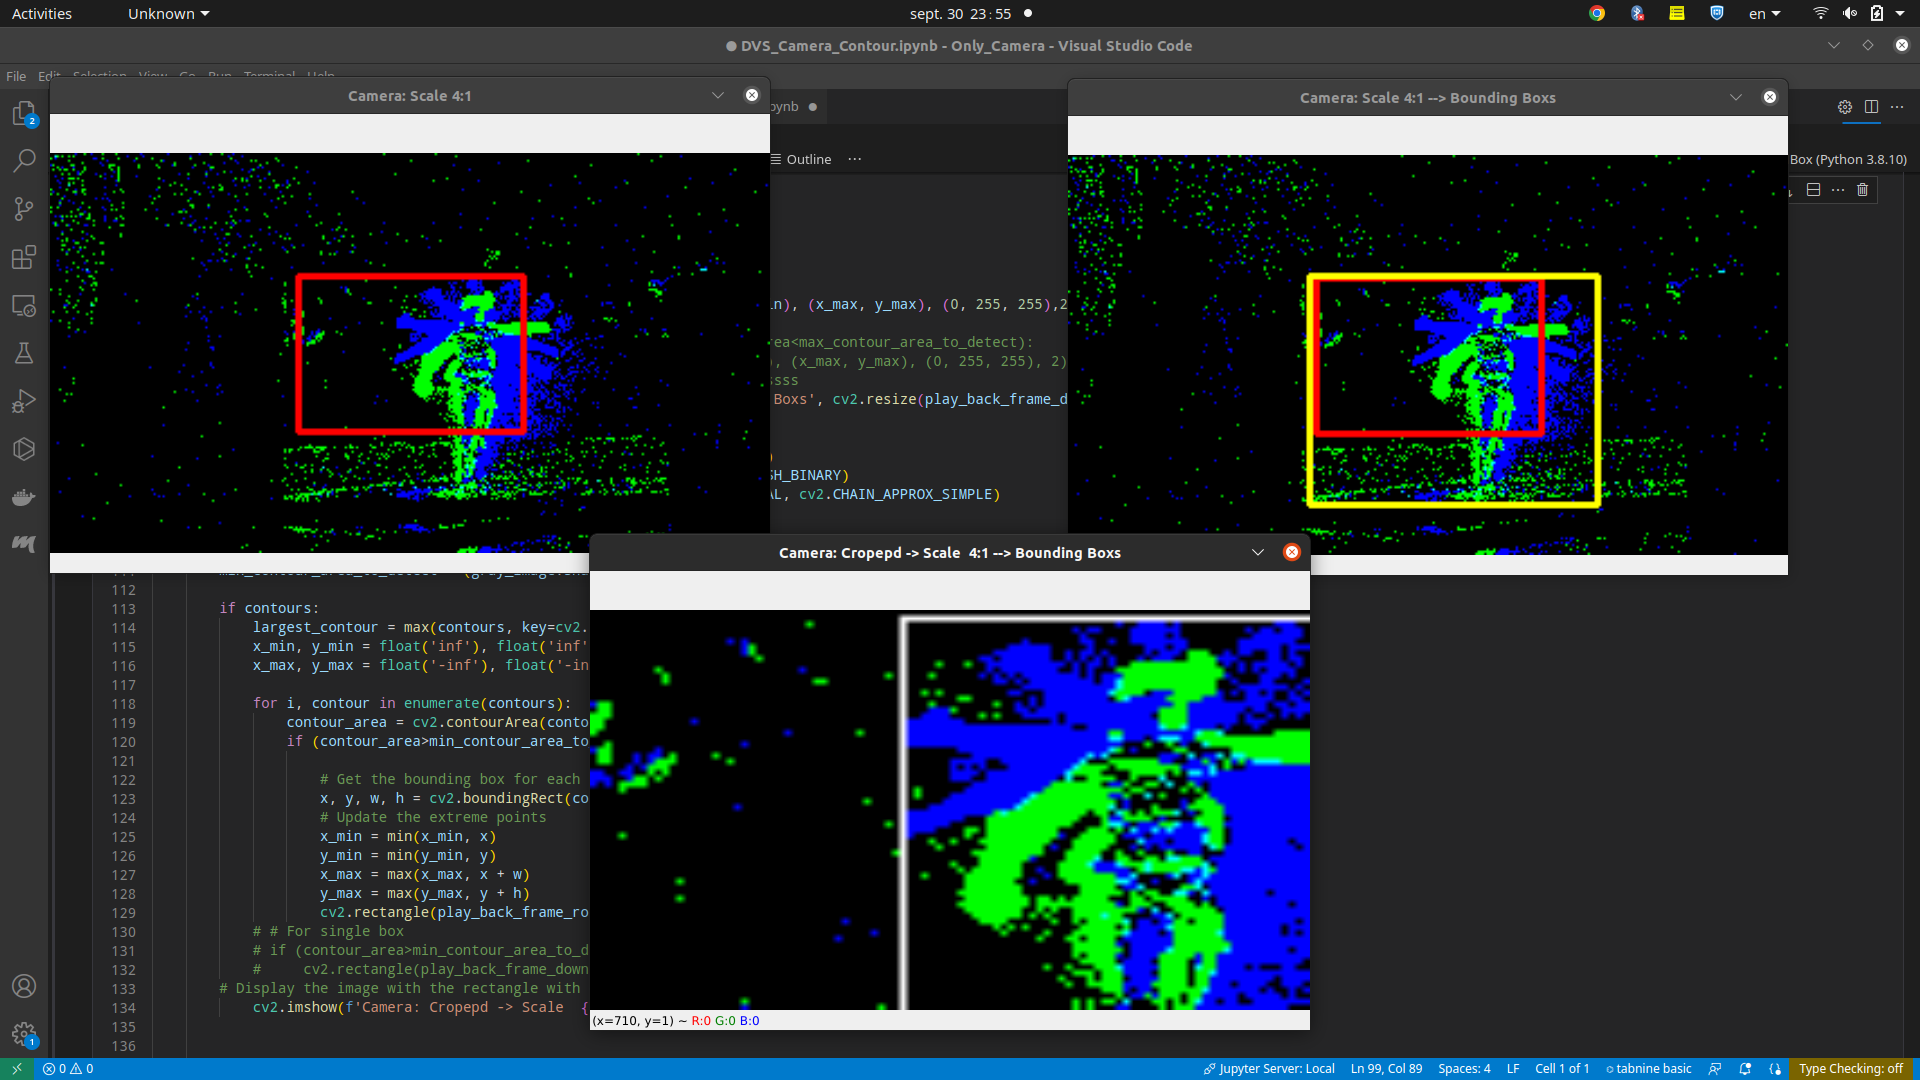 Activities
Unknown
sept. 30 23:55
en
DVS_Camera_Contour.ipynb - Only_Camera - Visual Studio Code
File Edit Selection View Go Run Terminal Help
Camera: Scale 4:1
Camera: Scale 4:1 --> Bounding Boxs
ynb
Outline
Box (Python 3.8.10)
2
), (x_max, y_max), (0, 255, 255),2
area<max_contour_area_to_detect):
, (x_max, y_max), (0, 255, 255), 2)
ssss
Boxs', cv2.resize(play_back_frame_d
)
SH_BINARY)
AL, cv2.CHAIN_APPROX_SIMPLE)
Camera: Cropepd -> Scale 4:1 --> Bounding Boxs
112
113 if contours:
114 largest_contour = max(contours, key=cv2.
115 x_min, y_min = float('inf'), float('inf'
116 x_max, y_max = float('-inf'), float('-in
117
118 for i, contour in enumerate(contours):
119 contour_area = cv2.contourArea(conto
120 if (contour_area>min_contour_area_to
121
122 # Get the bounding box for each
123 x, y, w, h = cv2.boundingRect(co
124 # Update the extreme points
125 x_min = min(x_min, x)
126 y_min = min(y_min, y)
127 x_max = max(x_max, x + w)
128 y_max = max(y_max, y + h)
129 cv2.rectangle(play_back_frame_ro
130 # # For single box
131 # if (contour_area>min_contour_area_to_d
132 # cv2.rectangle(play_back_frame_down
133 # Display the image with the rectangle with
134 cv2.imshow(f'Camera: Cropepd -> Scale {
135
136
(x=710, y=1) ~ R:0 G:0 B:0
1
0 0
Jupyter Server: Local
Ln 99, Col 89
Spaces: 4
LF
Cell 1 of 1
tabnine basic
Type Checking: off